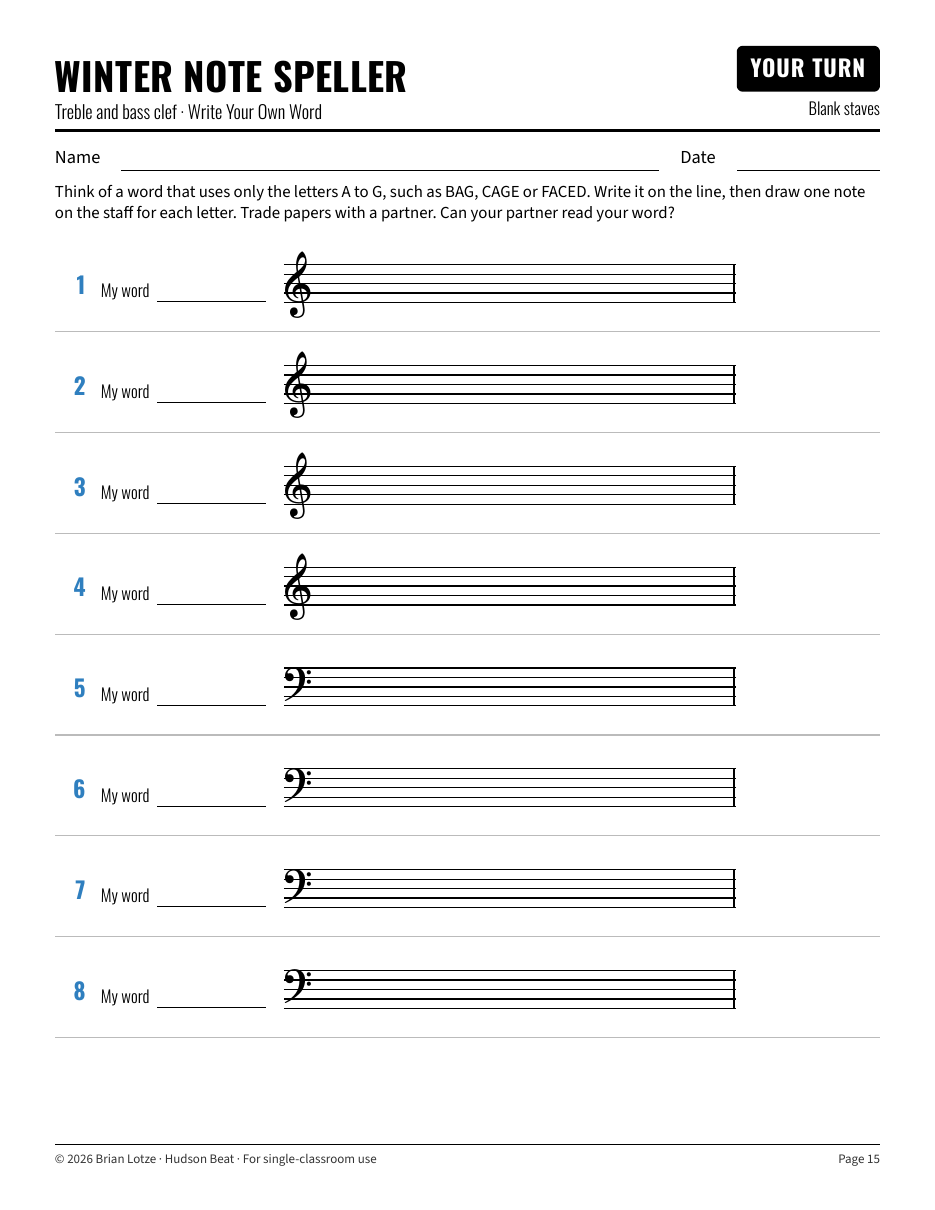 WINTER NOTE SPELLER
YOUR TURN
Treble and bass clef · Write Your Own Word
Blank staves
Name
Date
Think of a word that uses only the letters A to G, such as BAG, CAGE or FACED. Write it on the line, then draw one note
on the staff for each letter. Trade papers with a partner. Can your partner read your word?
1 My word
2 My word
3 My word
4 My word
5 My word
6 My word
7 My word
8 My word
© 2026 Brian Lotze · Hudson Beat · For single-classroom use
Page 15